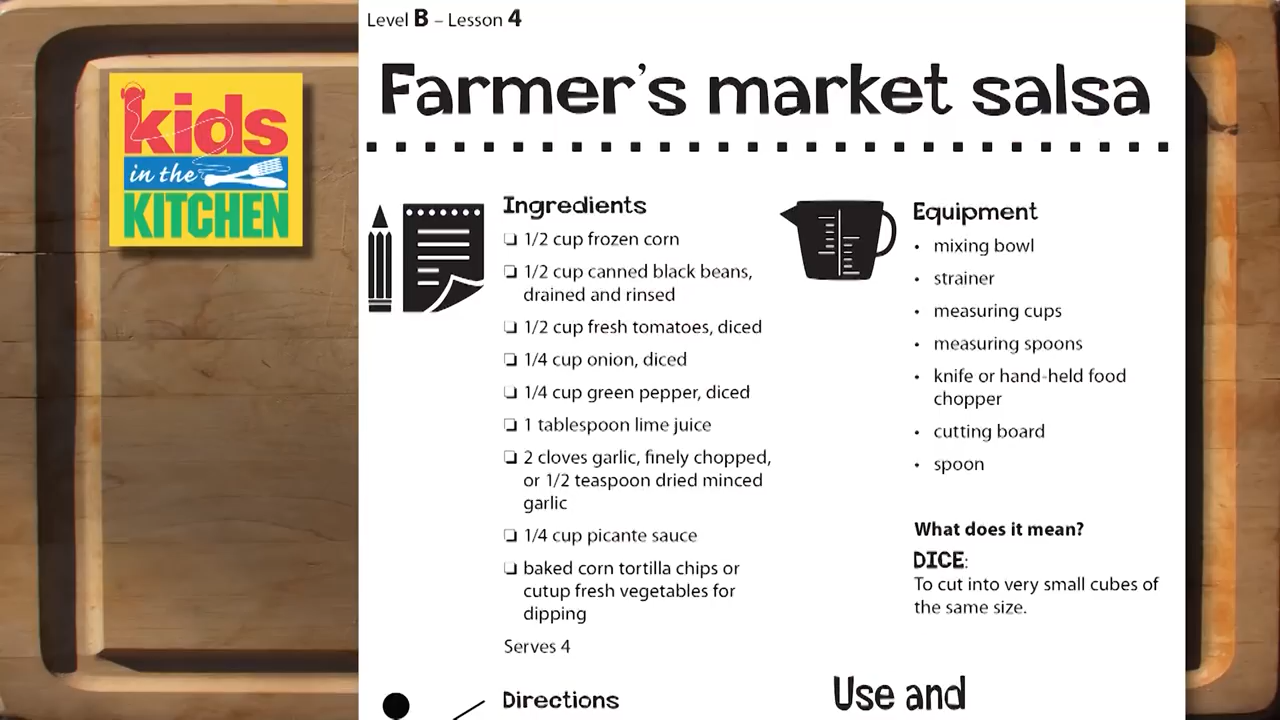 Level B – Lesson 4
Farmer's market salsa
kids
in the
KITCHEN
Ingredients
❏ 1/2 cup frozen corn
❏ 1/2 cup canned black beans,
drained and rinsed
❏ 1/2 cup fresh tomatoes, diced
❏ 1/4 cup onion, diced
❏ 1/4 cup green pepper, diced
❏ 1 tablespoon lime juice
❏ 2 cloves garlic, finely chopped,
or 1/2 teaspoon dried minced
garlic
❏ 1/4 cup picante sauce
❏ baked corn tortilla chips or
cutup fresh vegetables for
dipping
Serves 4
Directions
Equipment
• mixing bowl
• strainer
• measuring cups
• measuring spoons
• knife or hand-held food
chopper
• cutting board
• spoon
What does it mean?
DICE:
To cut into very small cubes of
the same size.
Use and